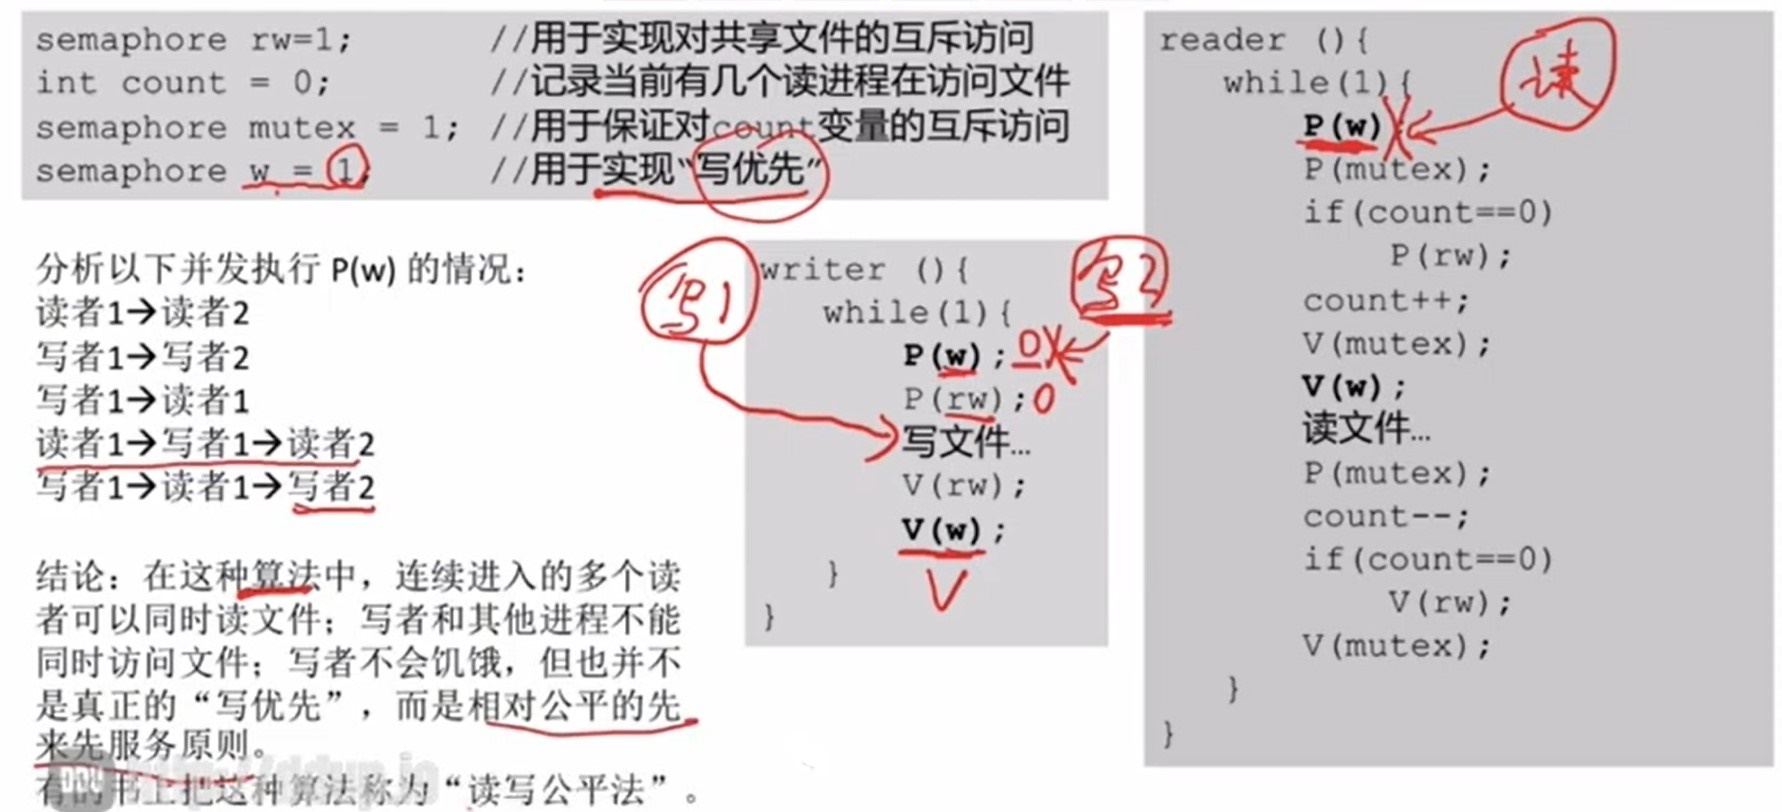 semaphore rw=1; //用于实现对共享文件的互斥访问
int count = 0; //记录当前有几个读进程在访问文件
semaphore mutex = 1; //用于保证对count变量的互斥访问
semaphore w = 1; //用于实现“写优先”
分析以下并发执行 P(w) 的情况：
读者1→读者2
写者1→写者2
写者1→读者1
读者1→写者1→读者2
写者1→读者1→写者2
结论：在这种算法中，连续进入的多个读
者可以同时读文件；写者和其他进程不能
同时访问文件；写者不会饥饿，但也并不
是真正的“写优先”，而是相对公平的先
来先服务原则。
有的书上把这种算法称为“读写公平法”。
写1
写2
writer (){
while(1){
P(w); 0
P(rw); 0
写文件…
V(rw);
V(w);
V
}
}
reader (){
while(1){
读
P(w)
P(mutex);
if(count==0)
P(rw);
count++;
V(mutex);
V(w);
读文件…
P(mutex);
count--;
if(count==0)
V(rw);
V(mutex);
}
}